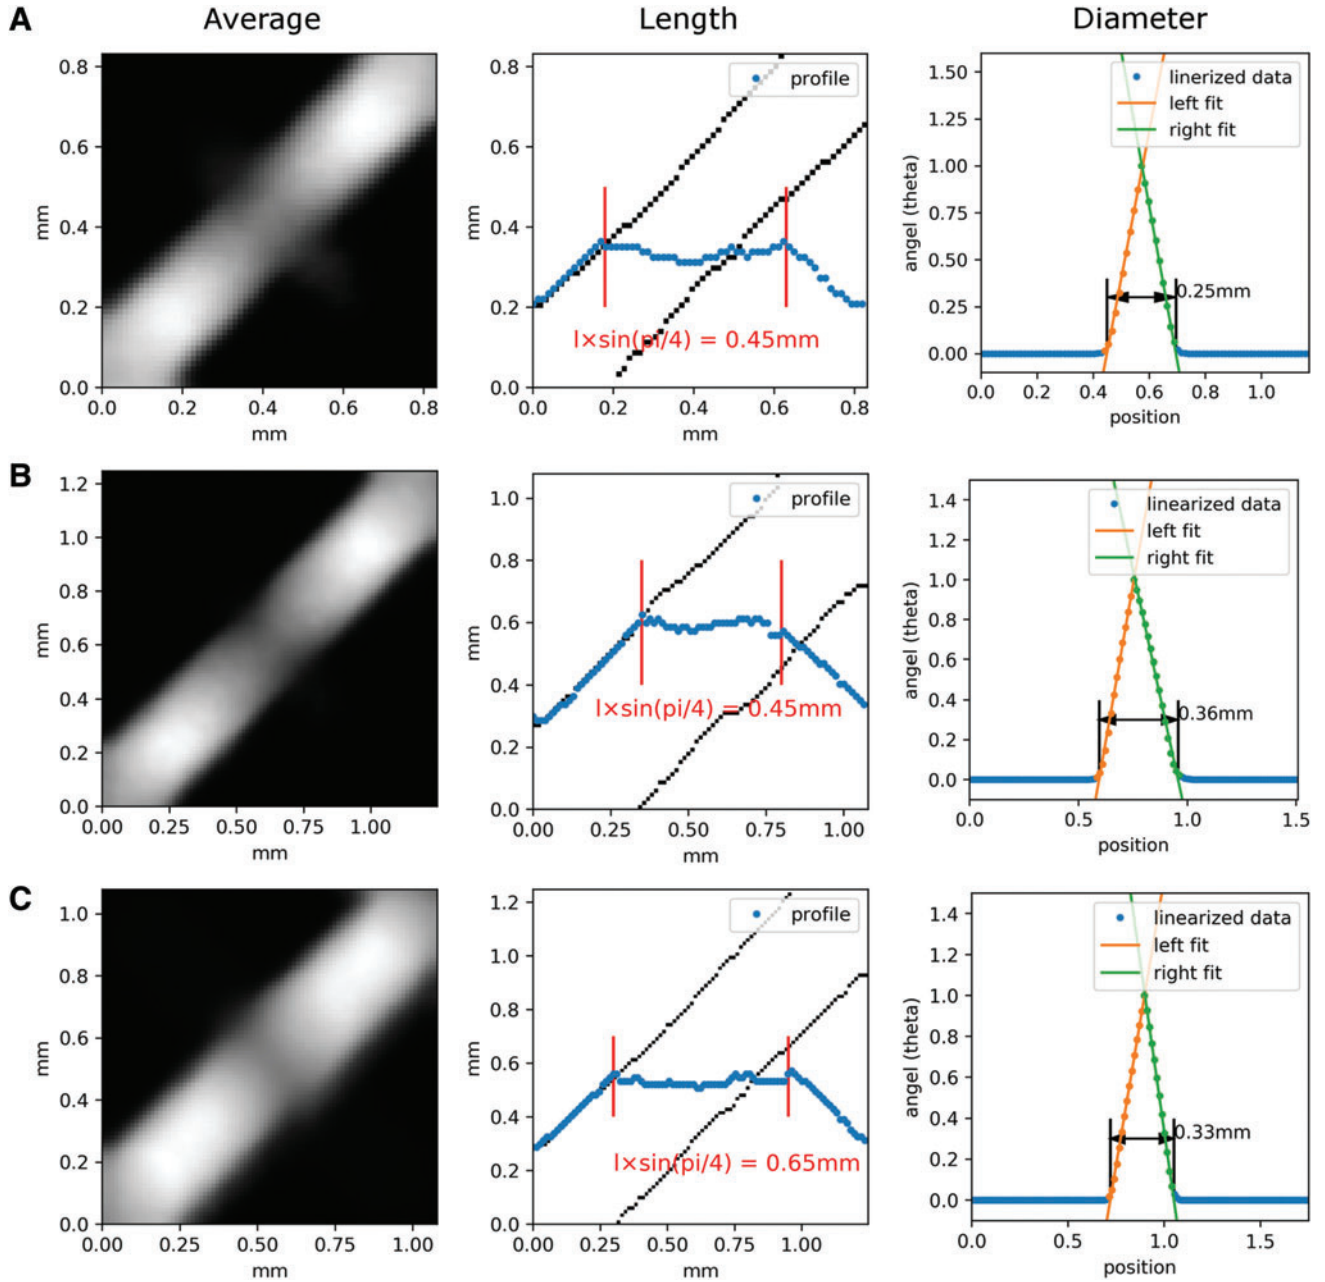 A
Average
Length
Diameter
0.8
0.6
0.4
0.2
0.0
mm
0.0 0.2 0.4 0.6 0.8
mm
0.8
0.6
0.4
0.2
0.0
mm
profile
l×sin(pi/4) = 0.45mm
0.0 0.2 0.4 0.6 0.8
mm
1.50
1.25
1.00
0.75
0.50
0.25
0.00
angel (theta)
linerized data
left fit
right fit
0.25mm
0.0 0.2 0.4 0.6 0.8 1.0
position
B
1.2
1.0
0.8
0.6
0.4
0.2
0.0
mm
0.00 0.25 0.50 0.75 1.00
mm
1.0
0.8
0.6
0.4
0.2
0.0
mm
profile
l×sin(pi/4) = 0.45mm
0.00 0.25 0.50 0.75 1.00
mm
1.4
1.2
1.0
0.8
0.6
0.4
0.2
0.0
angel (theta)
linearized data
left fit
right fit
0.36mm
0.0 0.5 1.0 1.5
position
C
1.0
0.8
0.6
0.4
0.2
0.0
mm
0.00 0.25 0.50 0.75 1.00
mm
1.2
1.0
0.8
0.6
0.4
0.2
0.0
mm
profile
l×sin(pi/4) = 0.65mm
0.00 0.25 0.50 0.75 1.00
mm
1.4
1.2
1.0
0.8
0.6
0.4
0.2
0.0
angel (theta)
linearized data
left fit
right fit
0.33mm
0.0 0.5 1.0 1.5
position